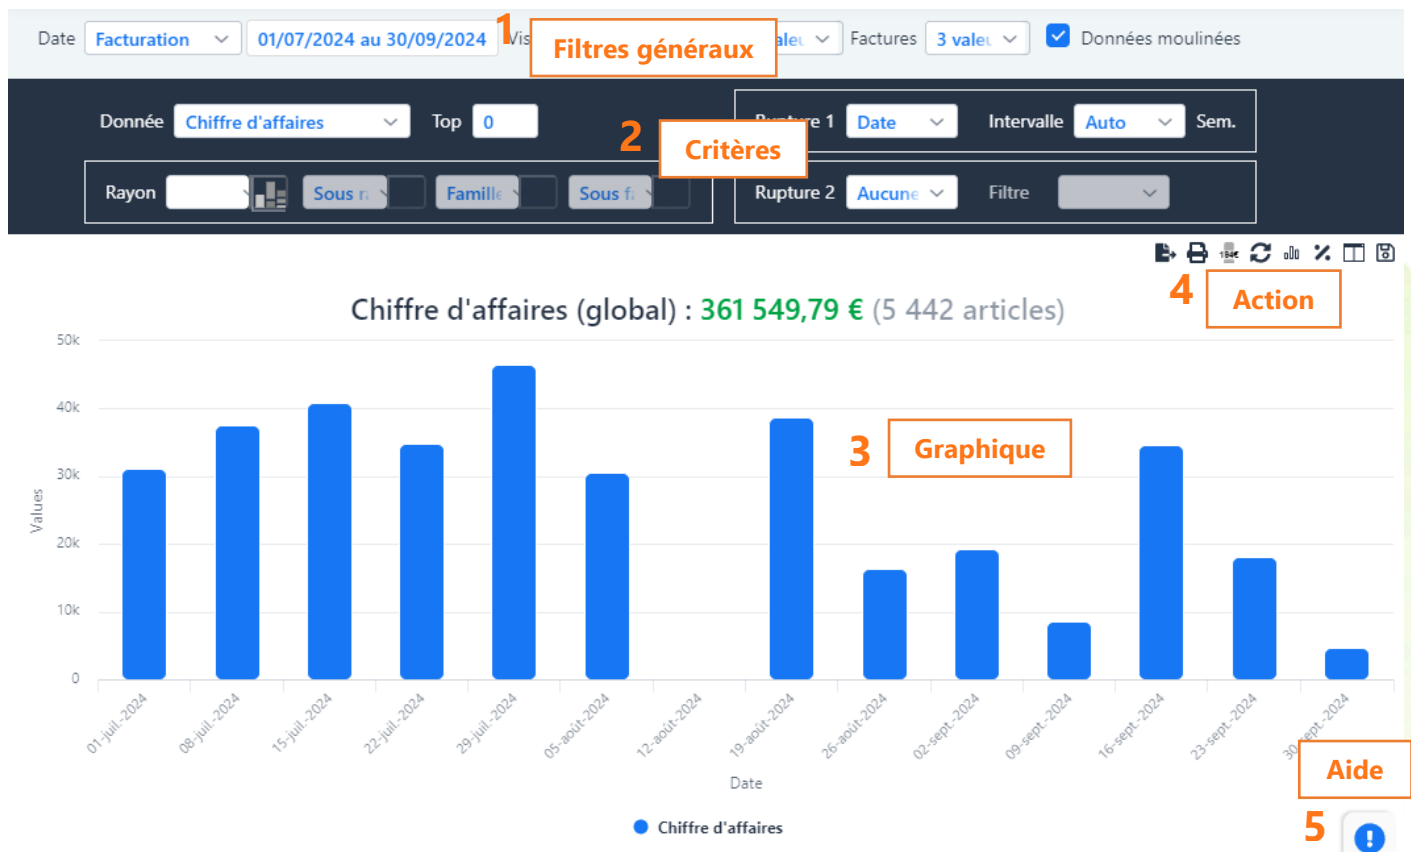 Date Facturation 01/07/2024 au 30/09/2024 1 Filtres généraux Factures 3 Données moulinées
Donnée Chiffre d'affaires Top 0 Rupture 1 Date Intervalle Auto Sem.
2 Critères
Rayon Sous Famille Sous Rupture 2 Aucune Filtre
4 Action
Chiffre d'affaires (global) : 361 549,79 € (5 442 articles)
50k
40k
3 Graphique
30k
Values
20k
10k
0
01-juil.-2024 08-juil.-2024 15-juil.-2024 22-juil.-2024 29-juil.-2024 05-août-2024 12-août-2024 19-août-2024 26-août-2024 02-sept.-2024 09-sept.-2024 16-sept.-2024 23-sept.-2024 30-sept.-2024
Date
Aide
5
Chiffre d'affaires